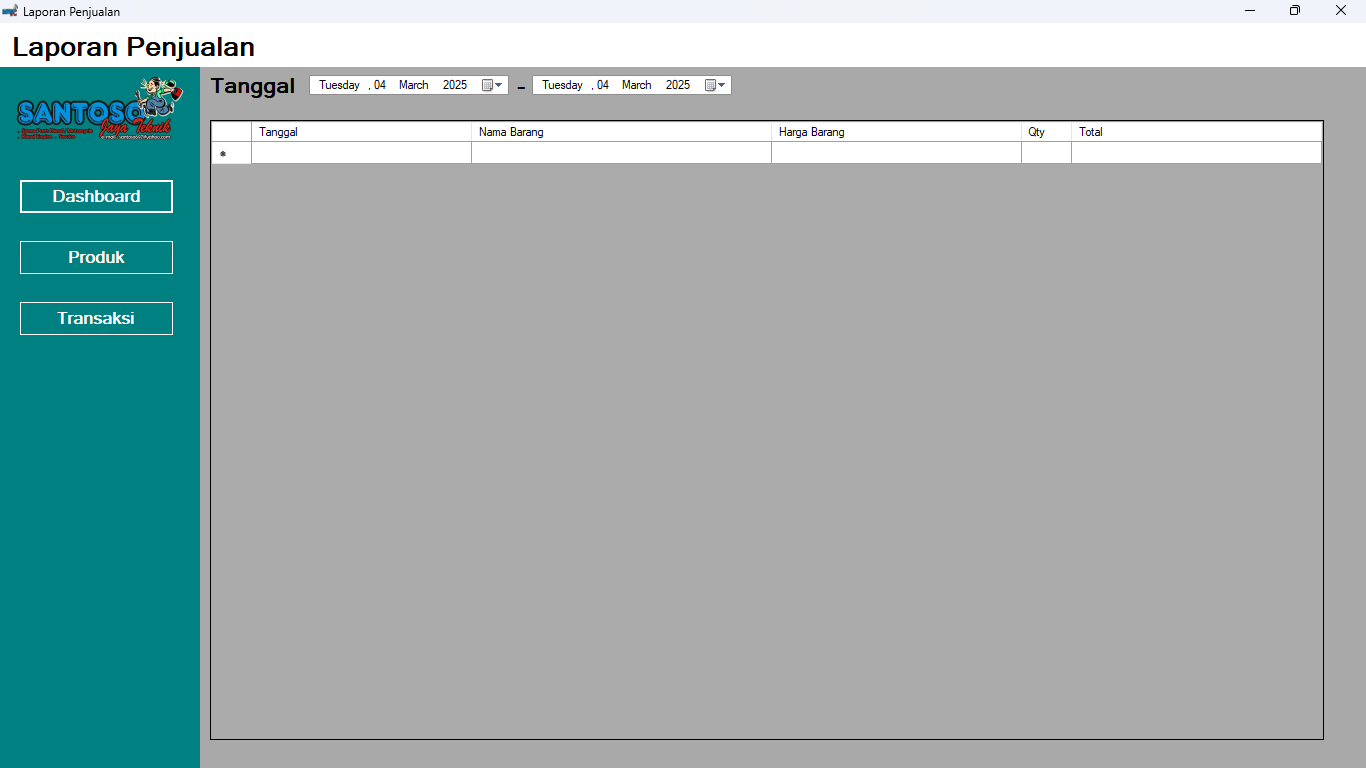 Laporan Penjualan
Laporan Penjualan
SANTOSO
Jaya Teknik
Tanggal Tuesday , 04 March 2025 - Tuesday , 04 March 2025
Tanggal Nama Barang Harga Barang Qty Total
Dashboard
Produk
Transaksi